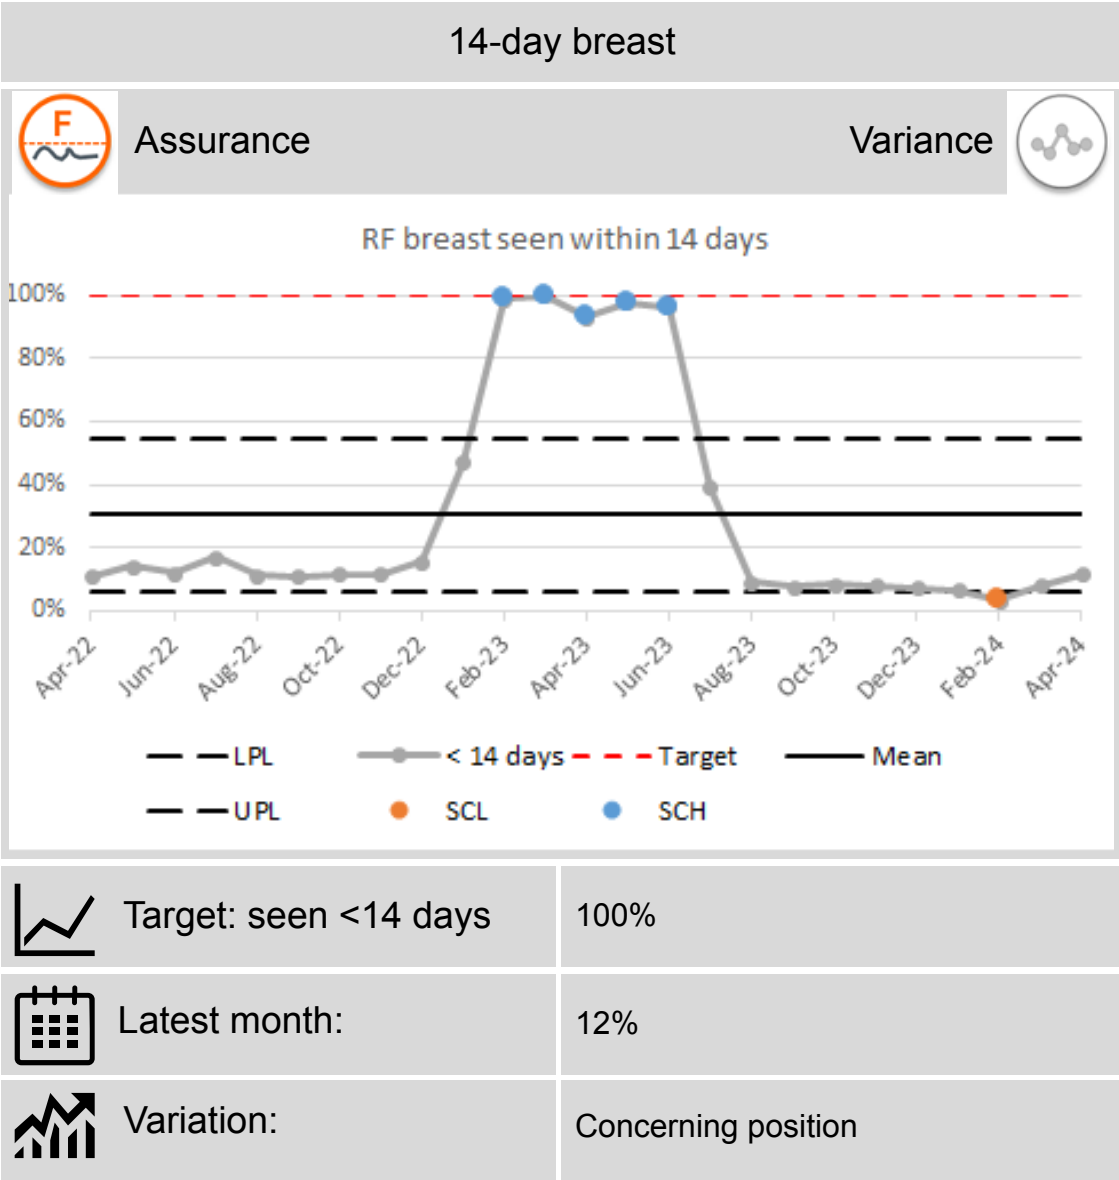 14-day breast
F
Assurance
Variance
RF breast seen within 14 days
100%
80%
60%
40%
20%
0%
Apr-22
Jun-22
Aug-22
Oct-22
Dec-22
Feb-23
Apr-23
Jun-23
Aug-23
Oct-23
Dec-23
Feb-24
Apr-24
LPL
< 14 days
Target
Mean
UPL
SCL
SCH
Target: seen <14 days
100%
Latest month:
12%
Variation:
Concerning position